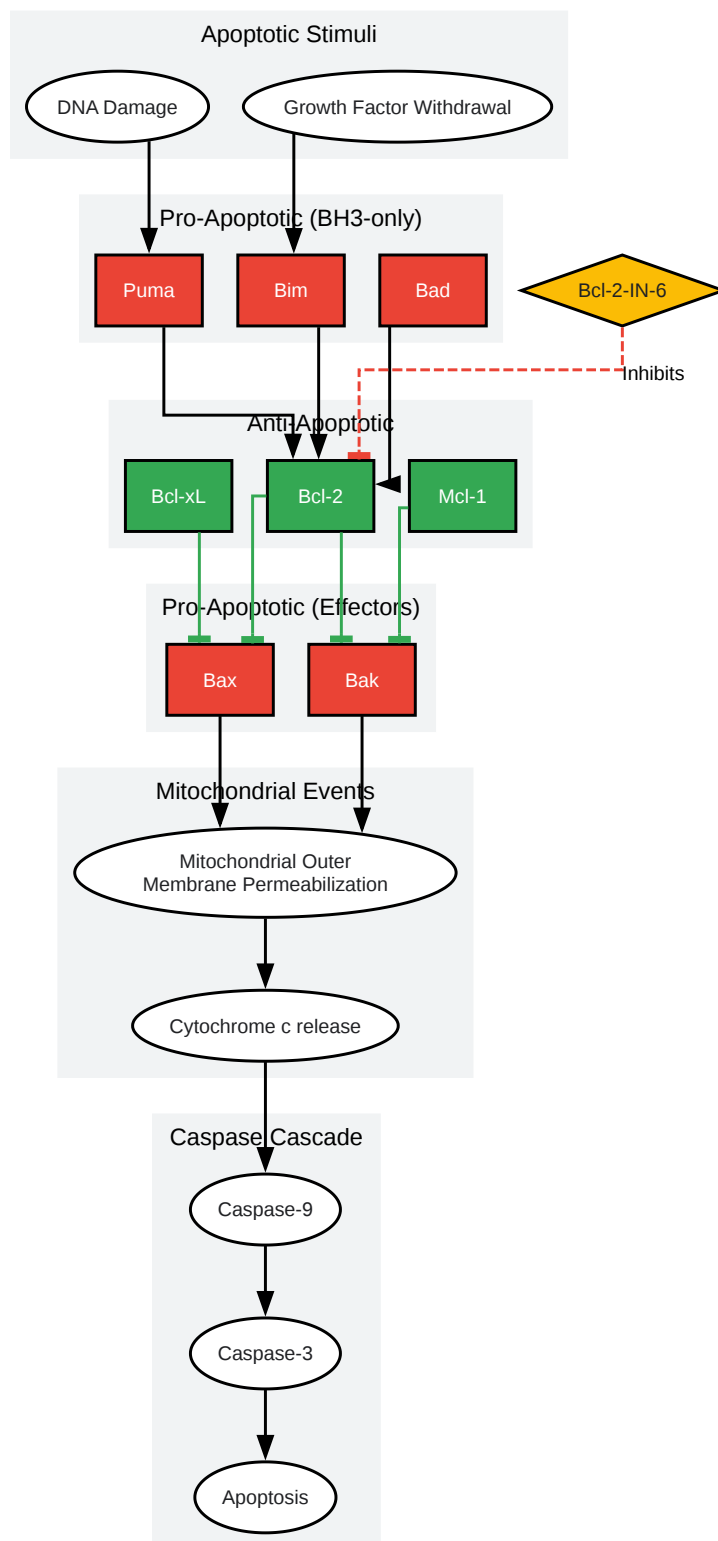 Apoptotic Stimuli
DNA Damage
Growth Factor Withdrawal
Pro-Apoptotic (BH3-only)
Puma
Bim
Bad
Bcl-2-IN-6
Inhibits
Anti-Apoptotic
Bcl-xL
Bcl-2
Mcl-1
Pro-Apoptotic (Effectors)
Bax
Bak
Mitochondrial Events
Mitochondrial Outer
Membrane Permeabilization
Cytochrome c release
Caspase Cascade
Caspase-9
Caspase-3
Apoptosis